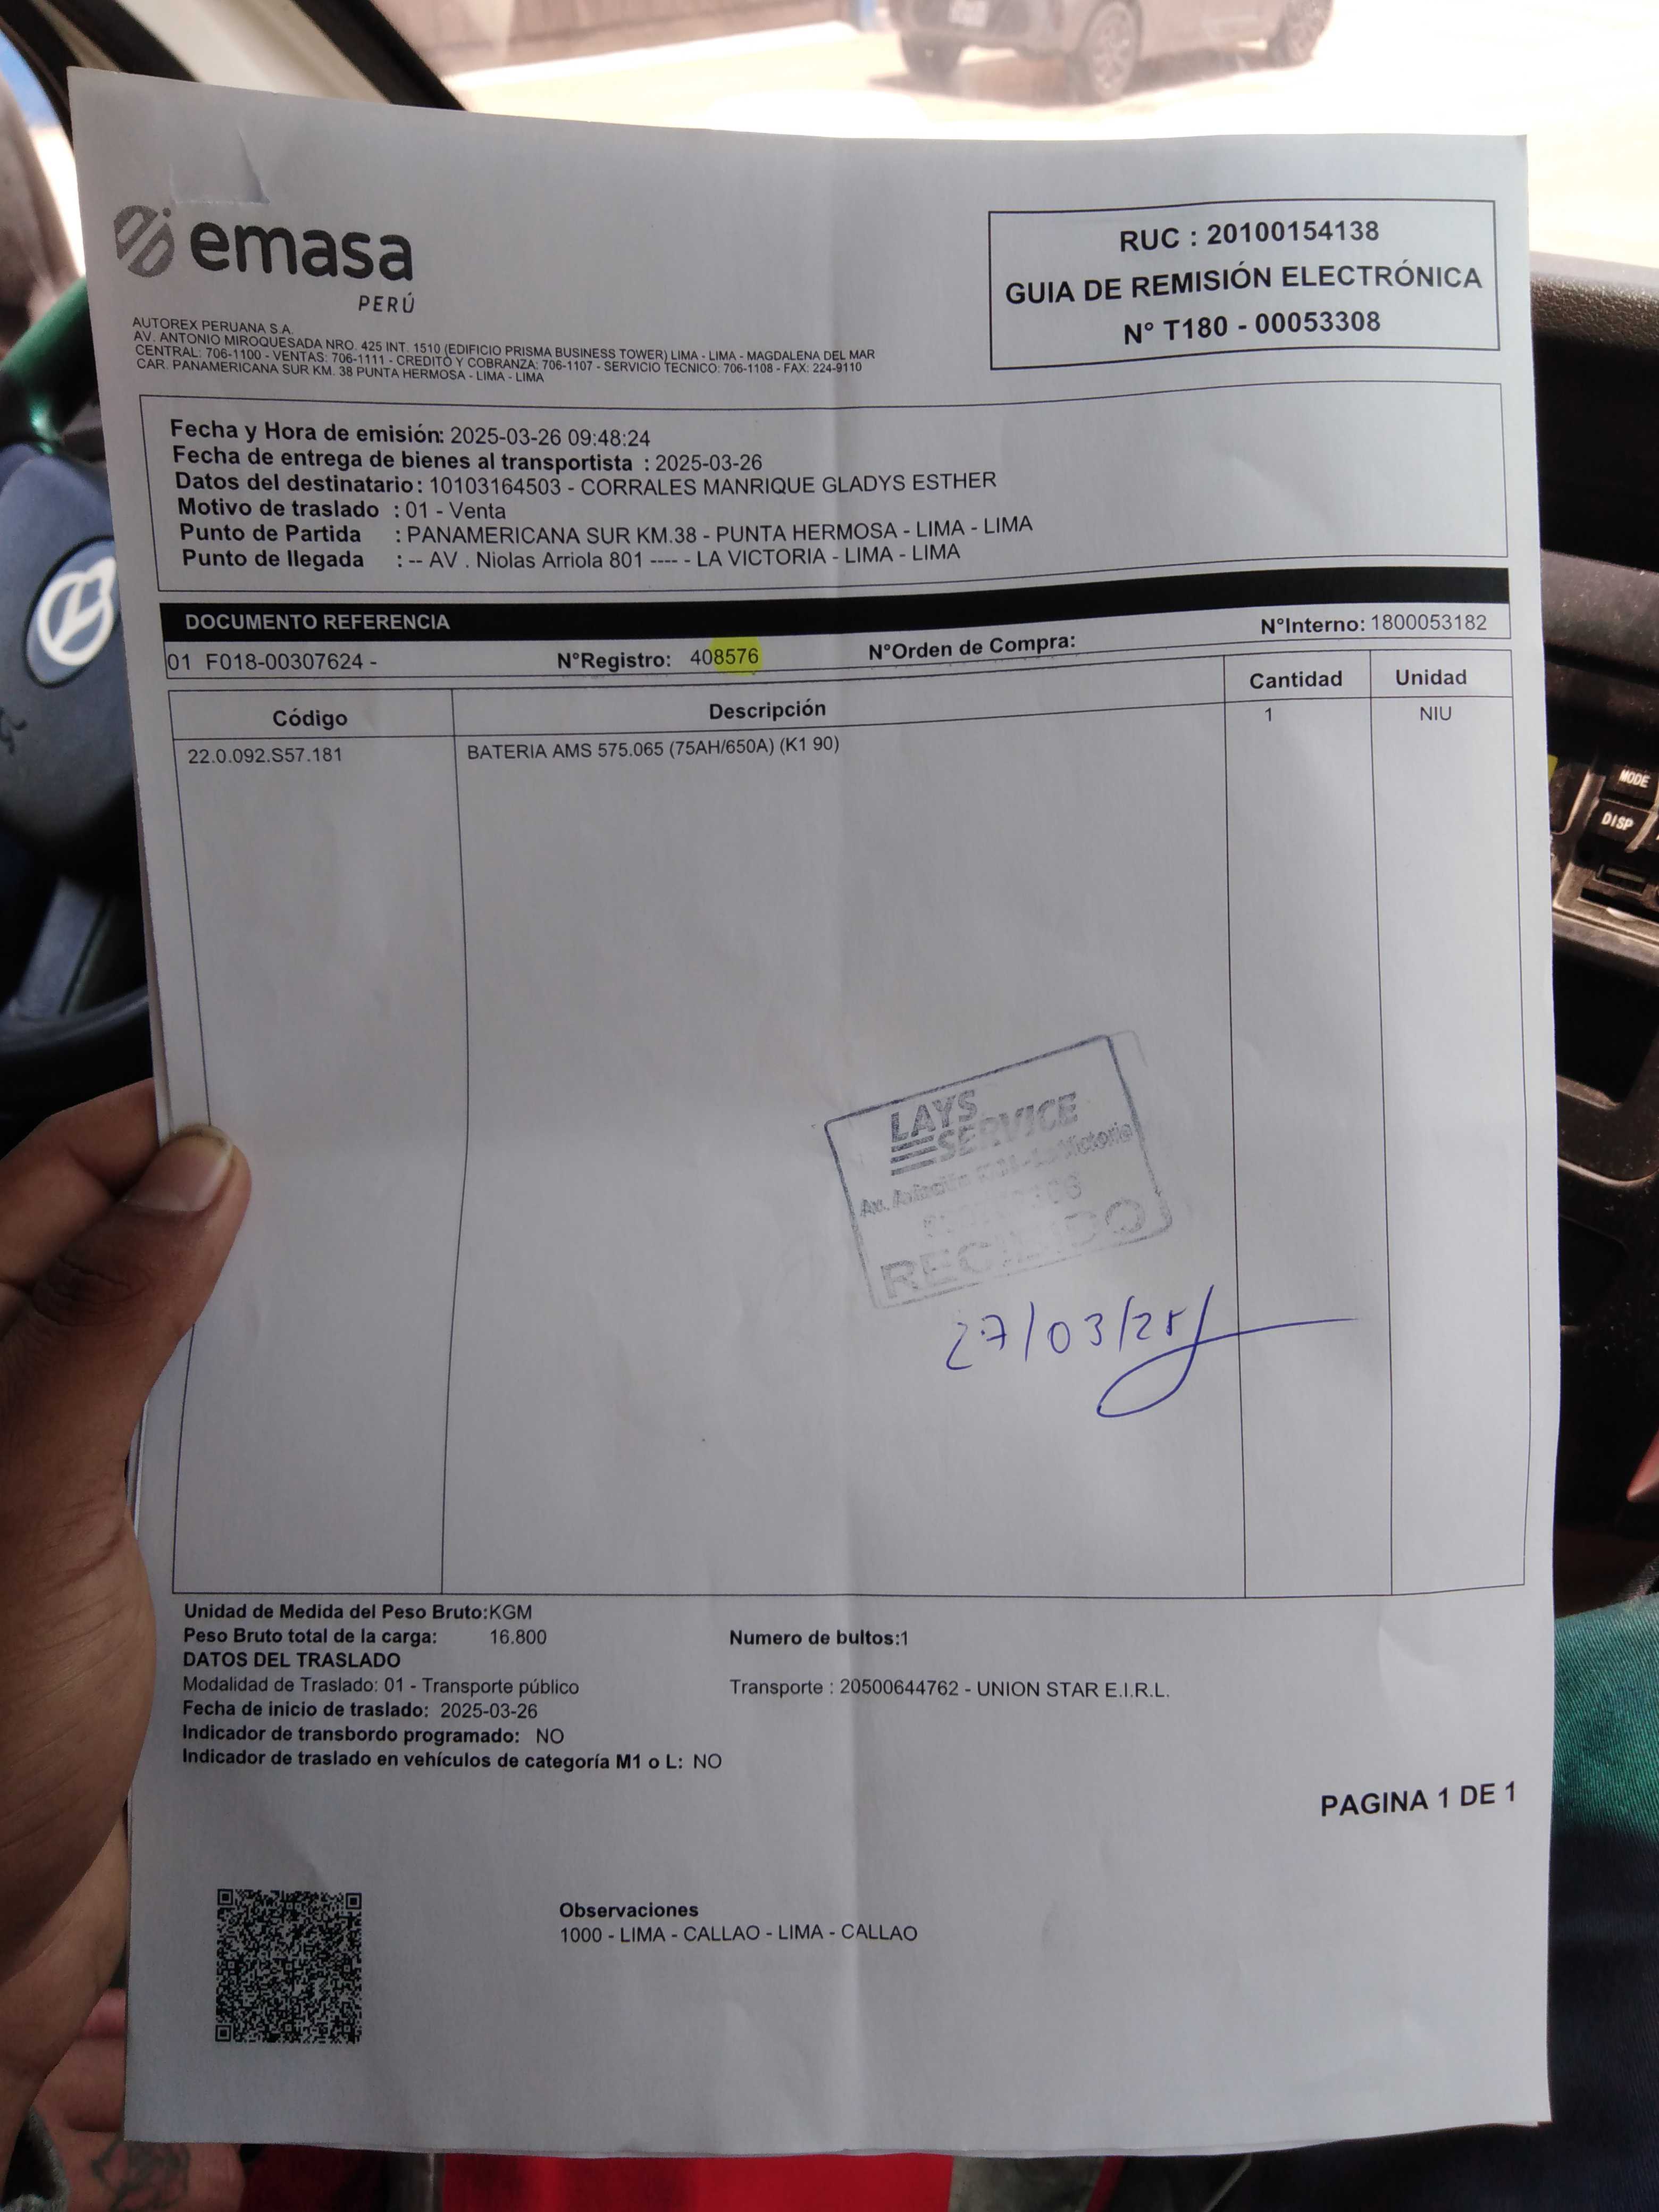 emasa
PERÚ
RUC : 20100154138
GUIA DE REMISIÓN ELECTRÓNICA
N° T180 - 00053308
AUTOREX PERUANA S.A.
AV. ANTONIO MIROQUESADA NRO. 425 INT. 1510 (EDIFICIO PRISMA BUSINESS TOWER) LIMA - LIMA - MAGDALENA DEL MAR
CENTRAL: 706-1100 - VENTAS: 706-1111 - CREDITO Y COBRANZA: 706-1107 - SERVICIO TECNICO: 706-1108 - FAX: 224-9110
CAR. PANAMERICANA SUR KM. 38 PUNTA HERMOSA - LIMA - LIMA
Fecha y Hora de emisión: 2025-03-26 09:48:24
Fecha de entrega de bienes al transportista : 2025-03-26
Datos del destinatario: 10103164503 - CORRALES MANRIQUE GLADYS ESTHER
Motivo de traslado : 01 - Venta
Punto de Partida : PANAMERICANA SUR KM.38 - PUNTA HERMOSA - LIMA - LIMA
Punto de llegada : -- AV . Niolas Arriola 801 ---- - LA VICTORIA - LIMA - LIMA
DOCUMENTO REFERENCIA
01 F018-00307624 - N°Registro: 408576 N°Orden de Compra: N°Interno: 1800053182
Código Descripción Cantidad Unidad
22.0.092.S57.181 BATERIA AMS 575.065 (75AH/650A) (K1 90) 1 NIU
LAYS
SERVICE
Av. Victoria
RECIBIDO
27/03/25
Unidad de Medida del Peso Bruto:KGM
Peso Bruto total de la carga: 16.800 Numero de bultos:1
DATOS DEL TRASLADO
Modalidad de Traslado: 01 - Transporte público Transporte : 20500644762 - UNION STAR E.I.R.L.
Fecha de inicio de traslado: 2025-03-26
Indicador de transbordo programado: NO
Indicador de traslado en vehículos de categoría M1 o L: NO
PAGINA 1 DE 1
Observaciones
1000 - LIMA - CALLAO - LIMA - CALLAO
MODE
DISP